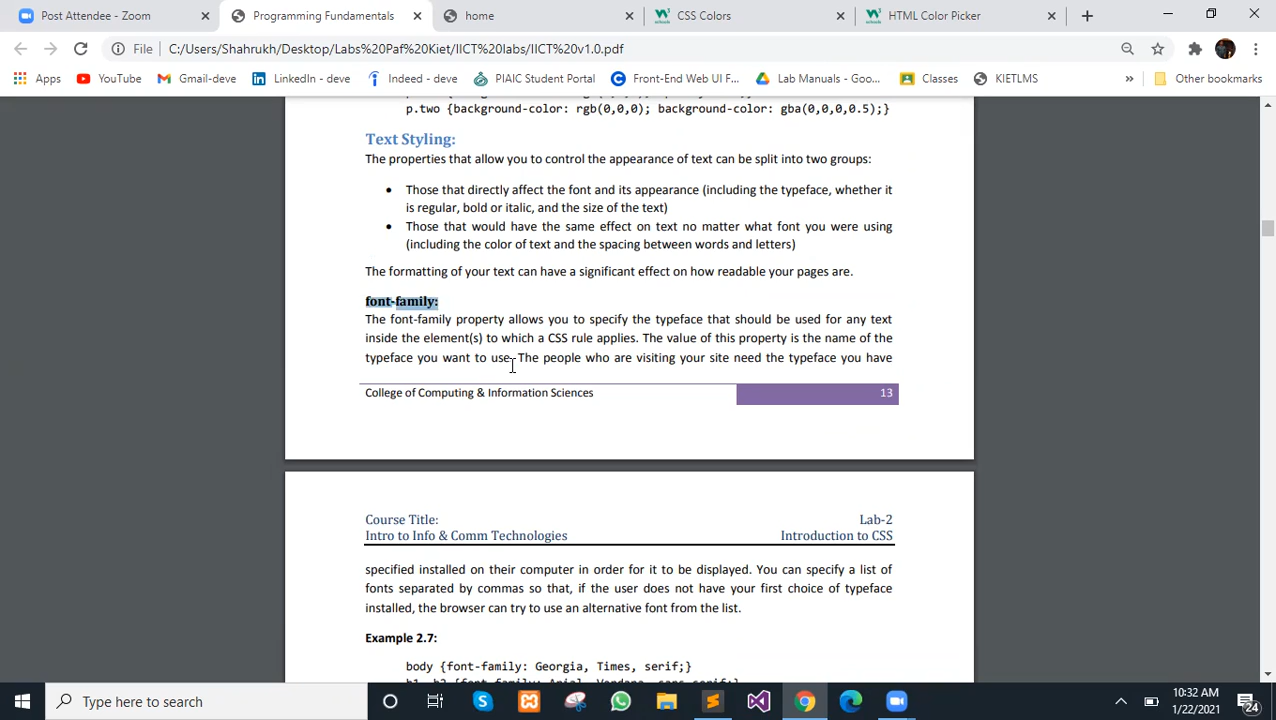 Post Attendee - Zoom
Programming Fundamentals
home
CSS Colors
HTML Color Picker
File
C:/Users/Shahrukh/Desktop/Labs%20Paf%20Kiet/IICT%20labs/IICT%20v1.0.pdf
Apps
YouTube
Gmail-deve
LinkedIn - deve
Indeed - deve
PIAIC Student Portal
Front-End Web UI F...
Lab Manuals - Goo...
Classes
KIETLMS
»
Other bookmarks
p.two {background-color: rgb(0,0,0); background-color: gba(0,0,0,0.5);}
Text Styling:
The properties that allow you to control the appearance of text can be split into two groups:
• Those that directly affect the font and its appearance (including the typeface, whether it
is regular, bold or italic, and the size of the text)
• Those that would have the same effect on text no matter what font you were using
(including the color of text and the spacing between words and letters)
The formatting of your text can have a significant effect on how readable your pages are.
font-family:
The font-family property allows you to specify the typeface that should be used for any text
inside the element(s) to which a CSS rule applies. The value of this property is the name of the
typeface you want to use. The people who are visiting your site need the typeface you have
College of Computing & Information Sciences
13
Course Title:
Lab-2
Intro to Info & Comm Technologies
Introduction to CSS
specified installed on their computer in order for it to be displayed. You can specify a list of
fonts separated by commas so that, if the user does not have your first choice of typeface
installed, the browser can try to use an alternative font from the list.
Example 2.7:
body {font-family: Georgia, Times, serif;}
Type here to search
10:32 AM
1/22/2021
24